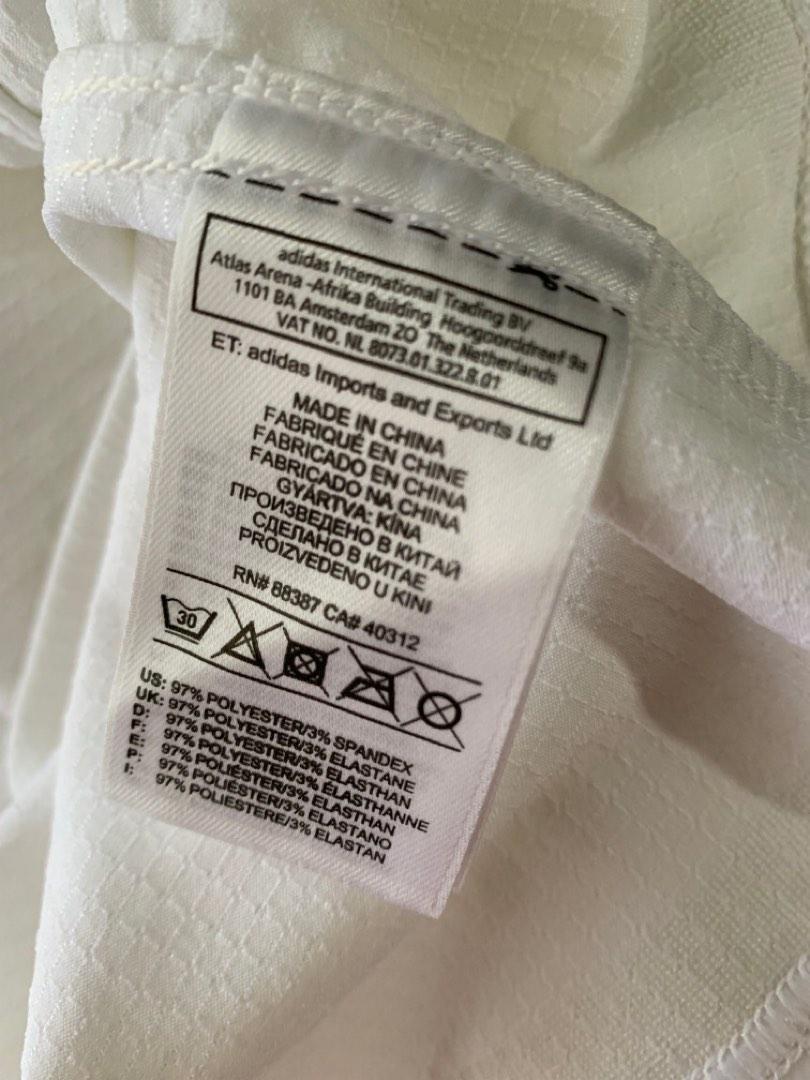 adidas International Trading BV
Atlas Arena -Afrika Building Hoogoorddreef 9a
1101 BA Amsterdam ZO The Netherlands
VAT NO. NL 8073.01.322.B.01
ET: adidas Imports and Exports Ltd
MADE IN CHINA
FABRIQUÉ EN CHINE
FABRICADO EN CHINA
FABRICADO NA CHINA
GYÁRTVA: KÍNA
ПРОИЗВЕДЕНО В КИТАЙ
СДЕЛАНО В КИТАЕ
PROIZVEDENO U KINI
RN# 88387 CA# 40312
30
US: 97% POLYESTER/3% SPANDEX
UK: 97% POLYESTER/3% ELASTANE
D: 97% POLYESTER/3% ELASTHAN
F: 97% POLYESTER/3% ÉLASTHANNE
E: 97% POLIÉSTER/3% ELASTHAN
P: 97% POLIÉSTER/3% ELASTANO
I: 97% POLIESTERE/3% ELASTAN